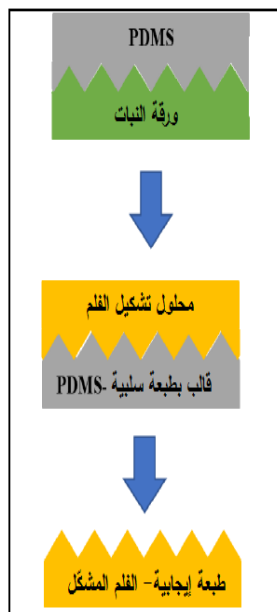 PDMS
ورقة النبات
محلول تشكيل الفلم
قالب بطبعة سلبية -PDMS
طبعة إيجابية- الفلم المشكّل